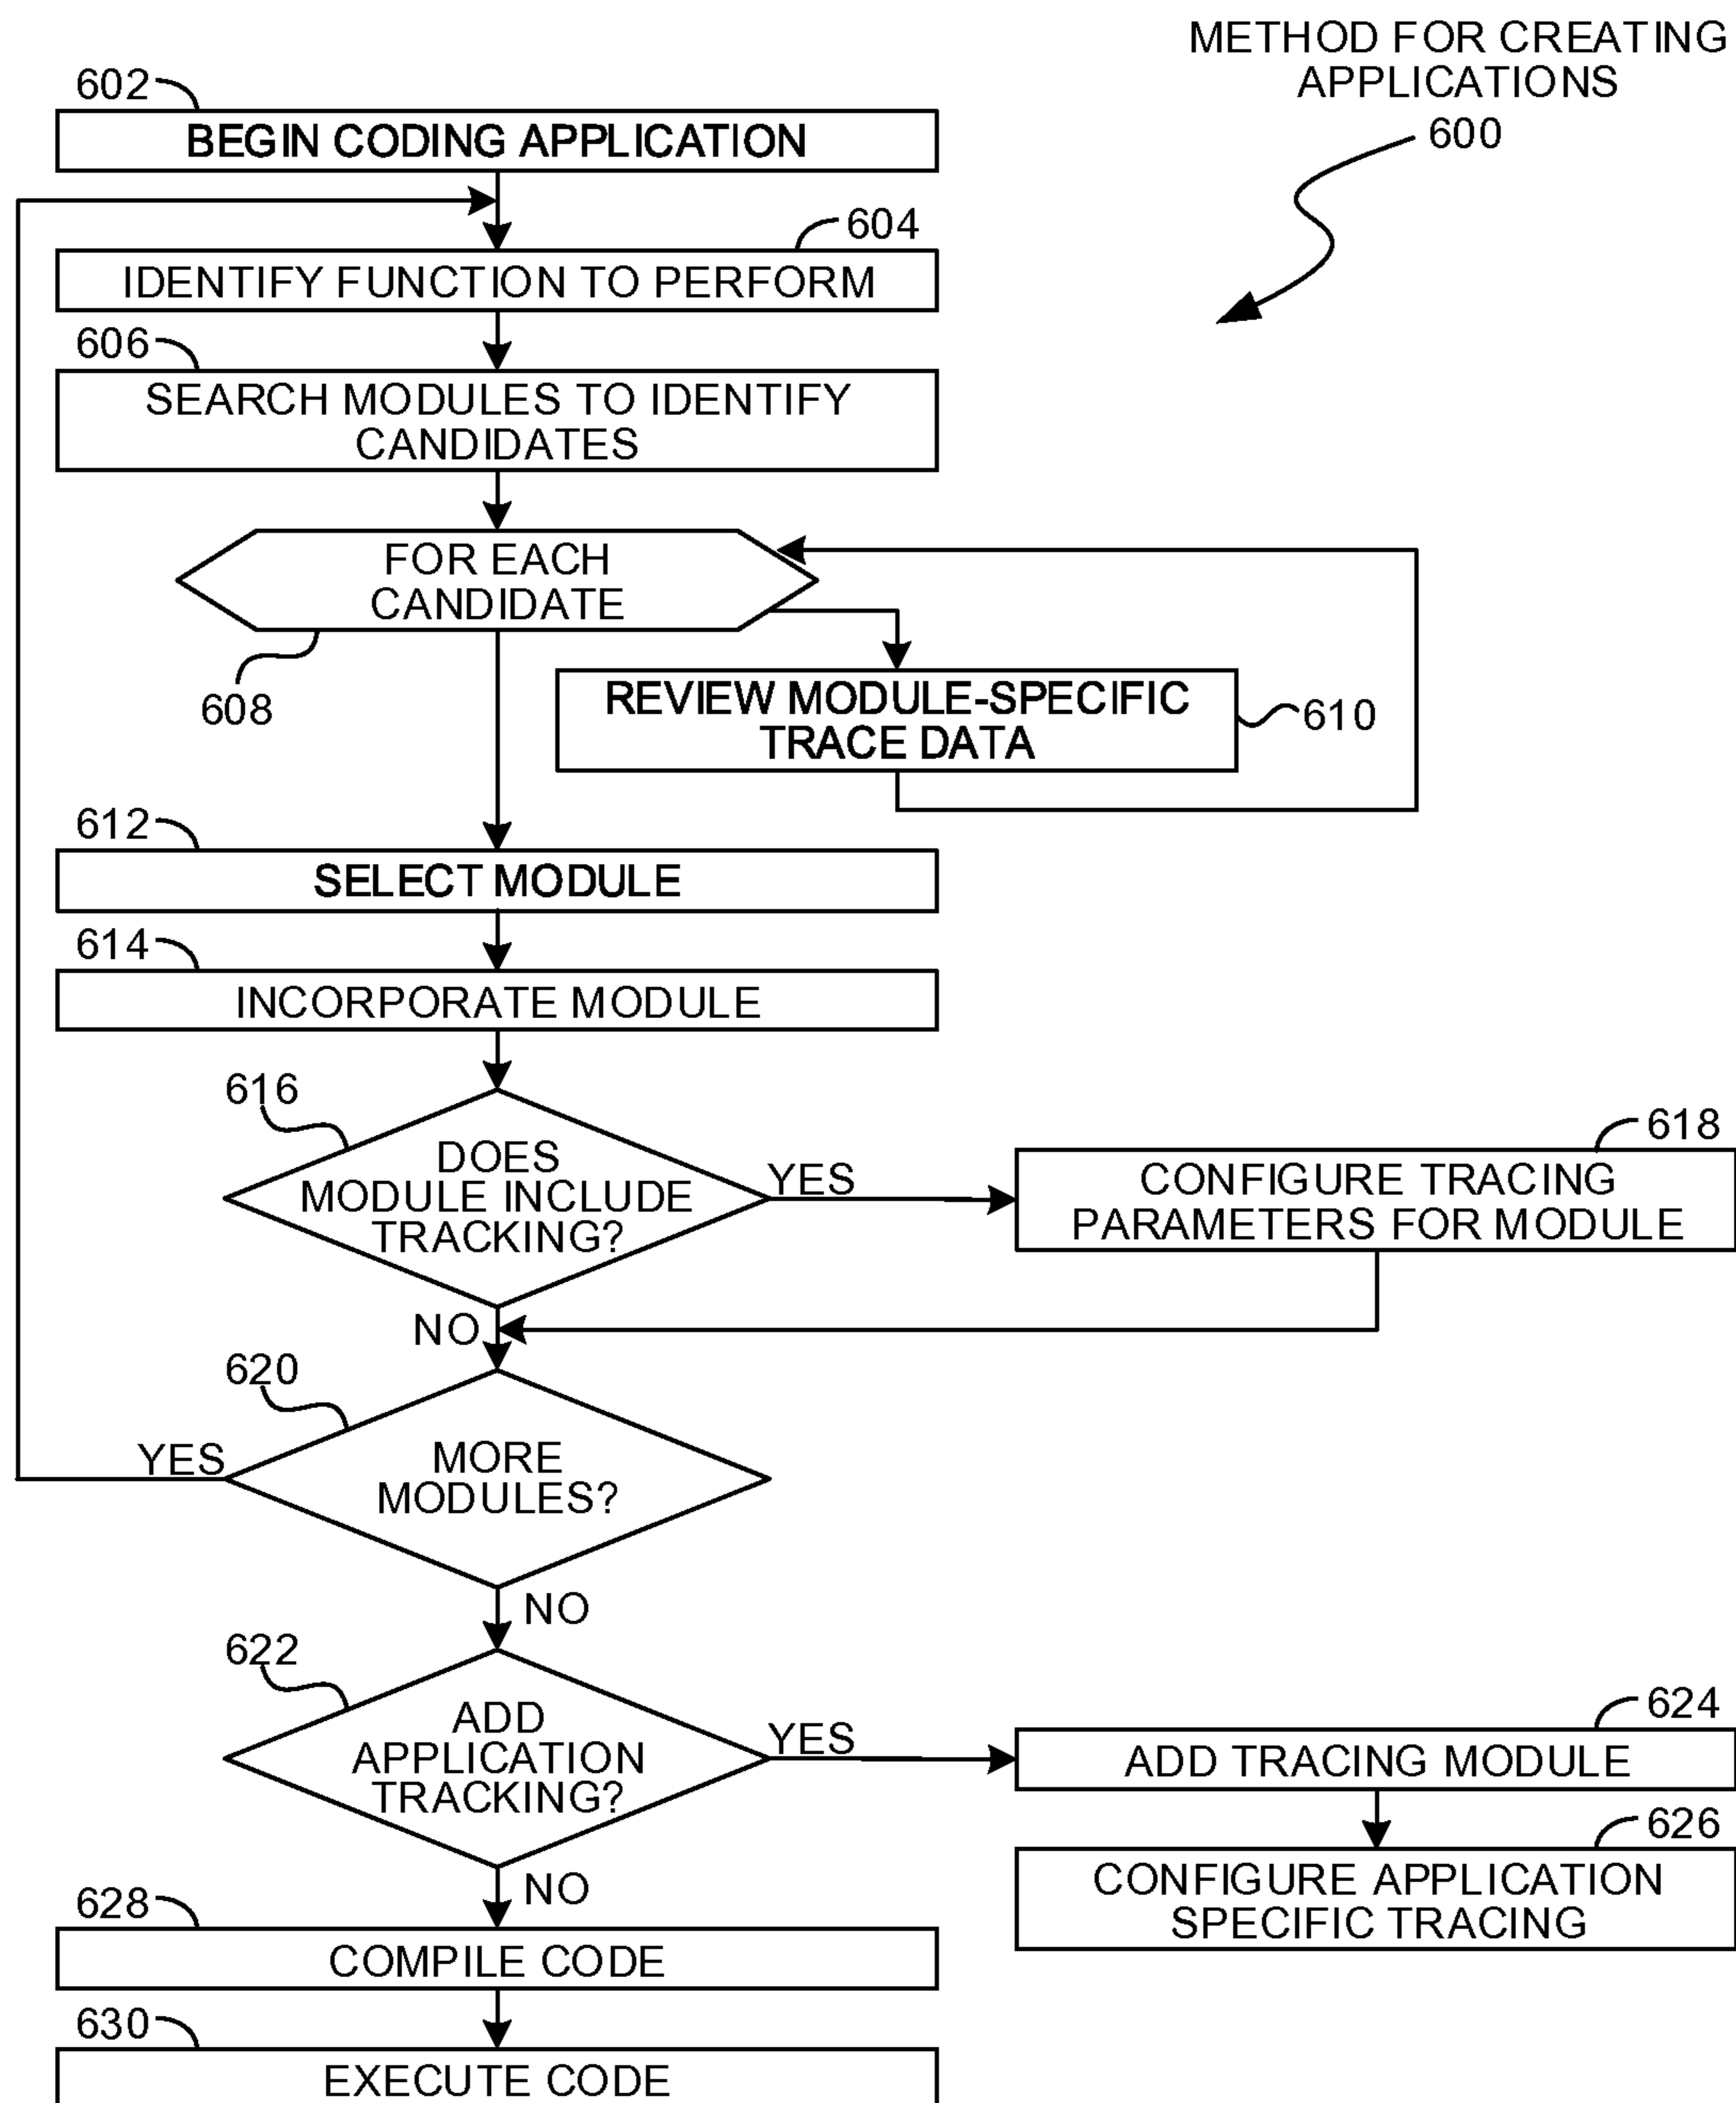 METHOD FOR CREATING
APPLICATIONS
600
602
BEGIN CODING APPLICATION
604
IDENTIFY FUNCTION TO PERFORM
606
SEARCH MODULES TO IDENTIFY
CANDIDATES
FOR EACH
CANDIDATE
608
REVIEW MODULE-SPECIFIC
TRACE DATA
610
612
SELECT MODULE
614
INCORPORATE MODULE
616
DOES
MODULE INCLUDE
TRACKING?
YES
618
CONFIGURE TRACING
PARAMETERS FOR MODULE
NO
620
MORE
MODULES?
YES
NO
622
ADD
APPLICATION
TRACKING?
YES
624
ADD TRACING MODULE
626
CONFIGURE APPLICATION
SPECIFIC TRACING
NO
628
COMPILE CODE
630
EXECUTE CODE